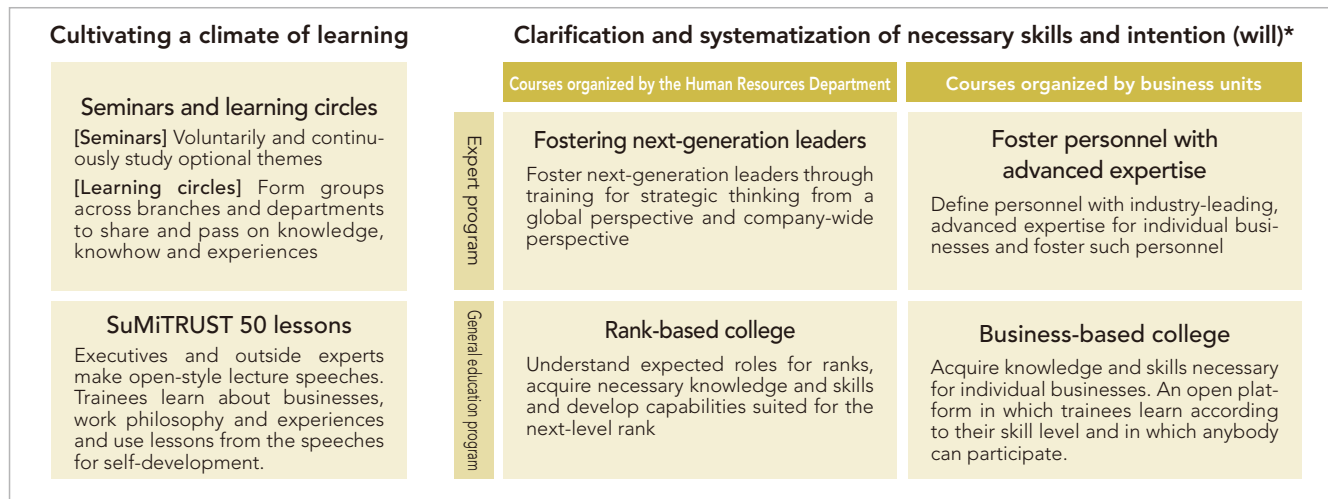 Cultivating a climate of learning
Seminars and learning circles
[Seminars] Voluntarily and continu-
ously study optional themes
[Learning circles] Form groups
across branches and departments
to share and pass on knowledge,
knowhow and experiences
SuMiTRUST 50 lessons
Executives and outside experts
make open-style lecture speeches.
Trainees learn about businesses,
work philosophy and experiences
and use lessons from the speeches
for self-development.
Clarification and systematization of necessary skills and intention (will)*
Courses organized by the Human Resources Department
Courses organized by business units
Expert program
Fostering next-generation leaders
Foster next-generation leaders through
training for strategic thinking from a
global perspective and company-wide
perspective
Foster personnel with
advanced expertise
Define personnel with industry-leading,
advanced expertise for individual busi-
nesses and foster such personnel
General education program
Rank-based college
Understand expected roles for ranks,
acquire necessary knowledge and skills
and develop capabilities suited for the
next-level rank
Business-based college
Acquire knowledge and skills necessary
for individual businesses. An open plat-
form in which trainees learn according
to their skill level and in which anybody
can participate.